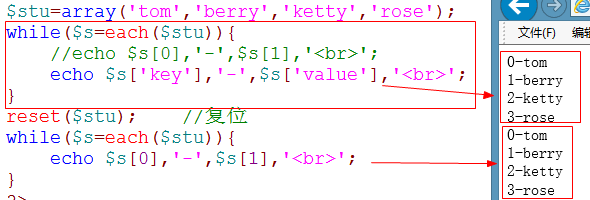 $stu=array('tom','berry','ketty','rose');
while($s=each($stu)){
//echo $s[0],'-',$s[1],'<br>';
echo $s['key'],'-',$s['value'],'<br>';
}
reset($stu); //复位
while($s=each($stu)){
echo $s[0],'-',$s[1],'<br>';
}
文件(F)
0-tom
1-berry
2-ketty
3-rose
0-tom
1-berry
2-ketty
3-rose